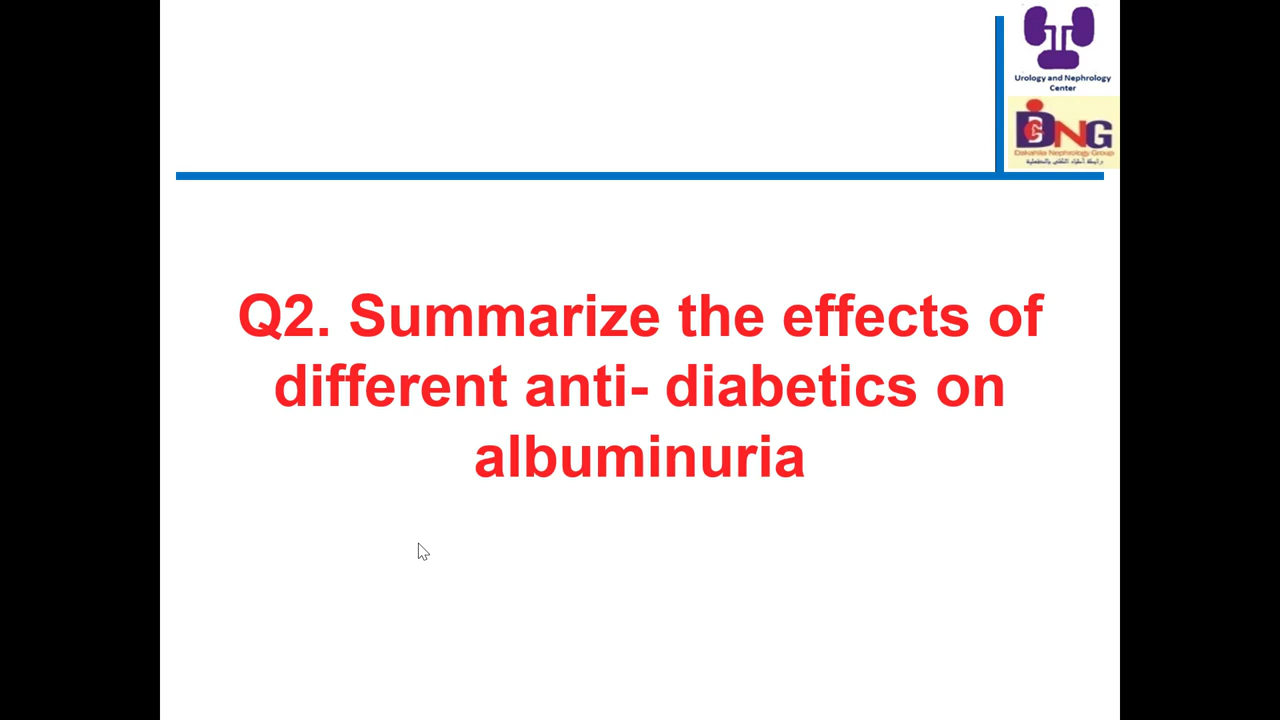 Urology and Nephrology
Center
DNG
Dakahlia Nephrology Group
Q2. Summarize the effects of
different anti- diabetics on
albuminuria